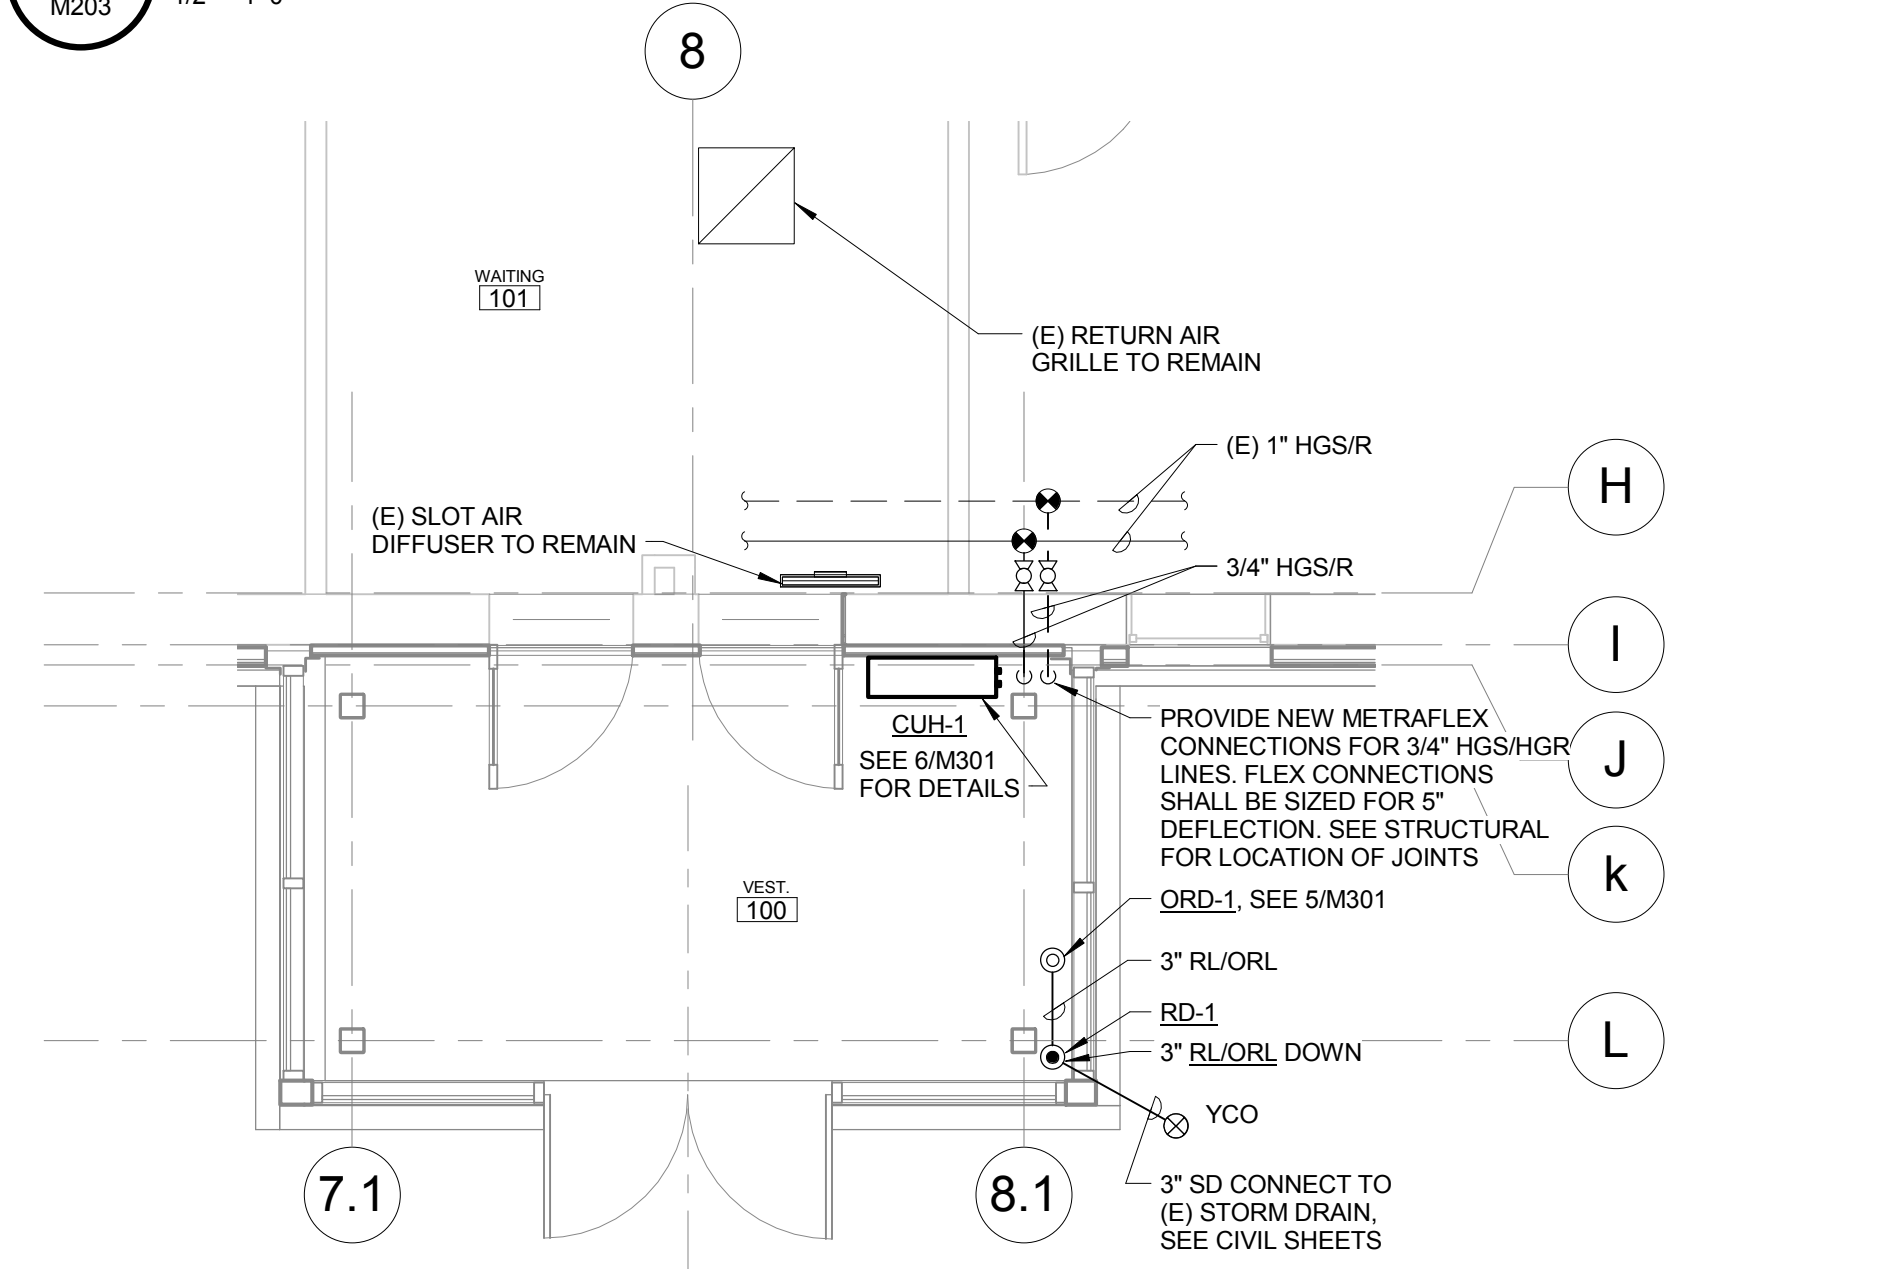 M203
8
WAITING
101
(E) RETURN AIR
GRILLE TO REMAIN
(E) 1" HGS/R
H
(E) SLOT AIR
DIFFUSER TO REMAIN
3/4" HGS/R
I
CUH-1
SEE 6/M301
FOR DETAILS
PROVIDE NEW METRAFLEX
CONNECTIONS FOR 3/4" HGS/HGR
LINES. FLEX CONNECTIONS
SHALL BE SIZED FOR 5"
DEFLECTION. SEE STRUCTURAL
FOR LOCATION OF JOINTS
J
k
VEST.
100
ORD-1, SEE 5/M301
3" RL/ORL
RD-1
3" RL/ORL DOWN
L
YCO
7.1
8.1
3" SD CONNECT TO
(E) STORM DRAIN,
SEE CIVIL SHEETS